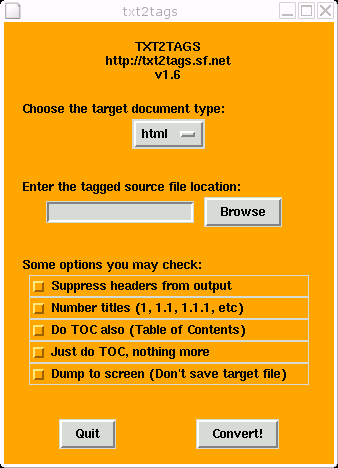 txt2tags
TXT2TAGS
http://txt2tags.sf.net
v1.6
Choose the target document type:
html
Enter the tagged source file location:
Browse
Some options you may check:
Suppress headers from output
Number titles (1, 1.1, 1.1.1, etc)
Do TOC also (Table of Contents)
Just do TOC, nothing more
Dump to screen (Don't save target file)
Quit
Convert!